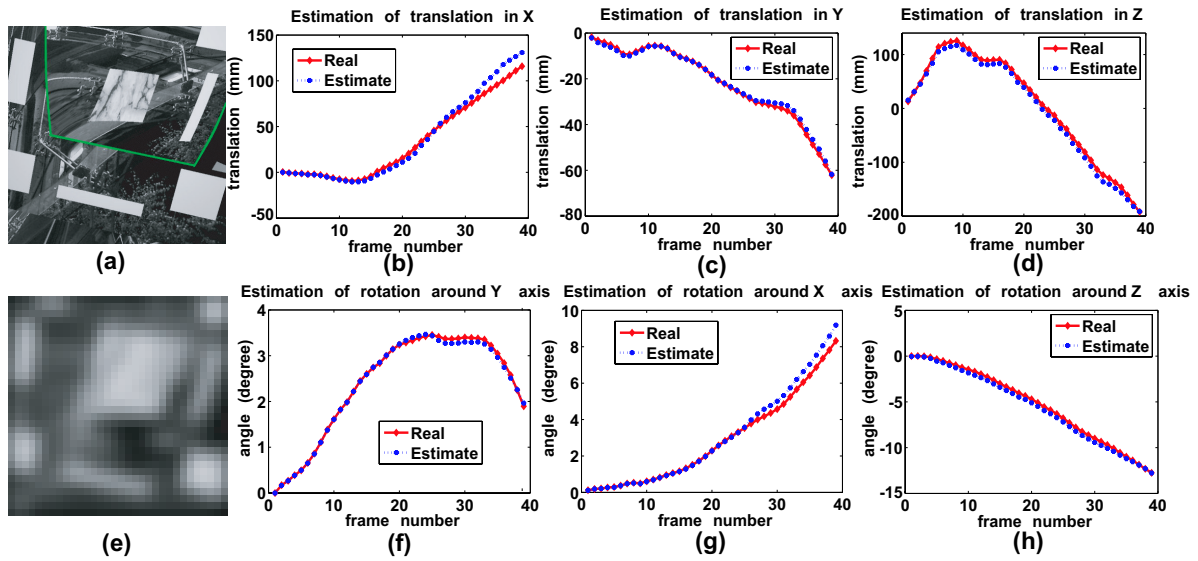 Estimation of translation in X
translation (mm)
150
100
50
0
-50
Real
Estimate
0 10 20 30 40
frame number
(b)
Estimation of translation in Y
translation (mm)
0
-20
-40
-60
-80
Real
Estimate
0 10 20 30 40
frame number
(c)
Estimation of translation in Z
translation (mm)
100
0
-100
-200
Real
Estimate
0 10 20 30 40
frame number
(d)
(a)
Estimation of rotation around Y axis
angle (degree)
4
3
2
1
0
Real
Estimate
0 10 20 30 40
frame number
(f)
Estimation of rotation around X axis
angle (degree)
10
8
6
4
2
0
Real
Estimate
0 10 20 30 40
frame number
(g)
Estimation of rotation around Z axis
angle (degree)
5
0
-5
-10
-15
Real
Estimate
0 10 20 30 40
frame number
(h)
(e)